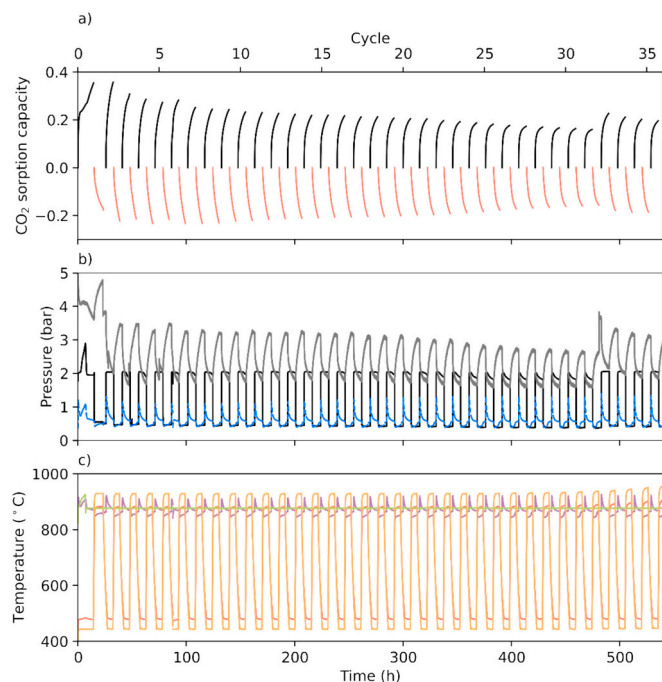 a)
Cycle
0 5 10 15 20 25 30 35
0.4
0.2
0.0
−0.2
CO₂ sorption capacity
b)
5
4
3
2
1
0
Pressure (bar)
c)
1000
800
600
400
Temperature (°C)
0 100 200 300 400 500
Time (h)